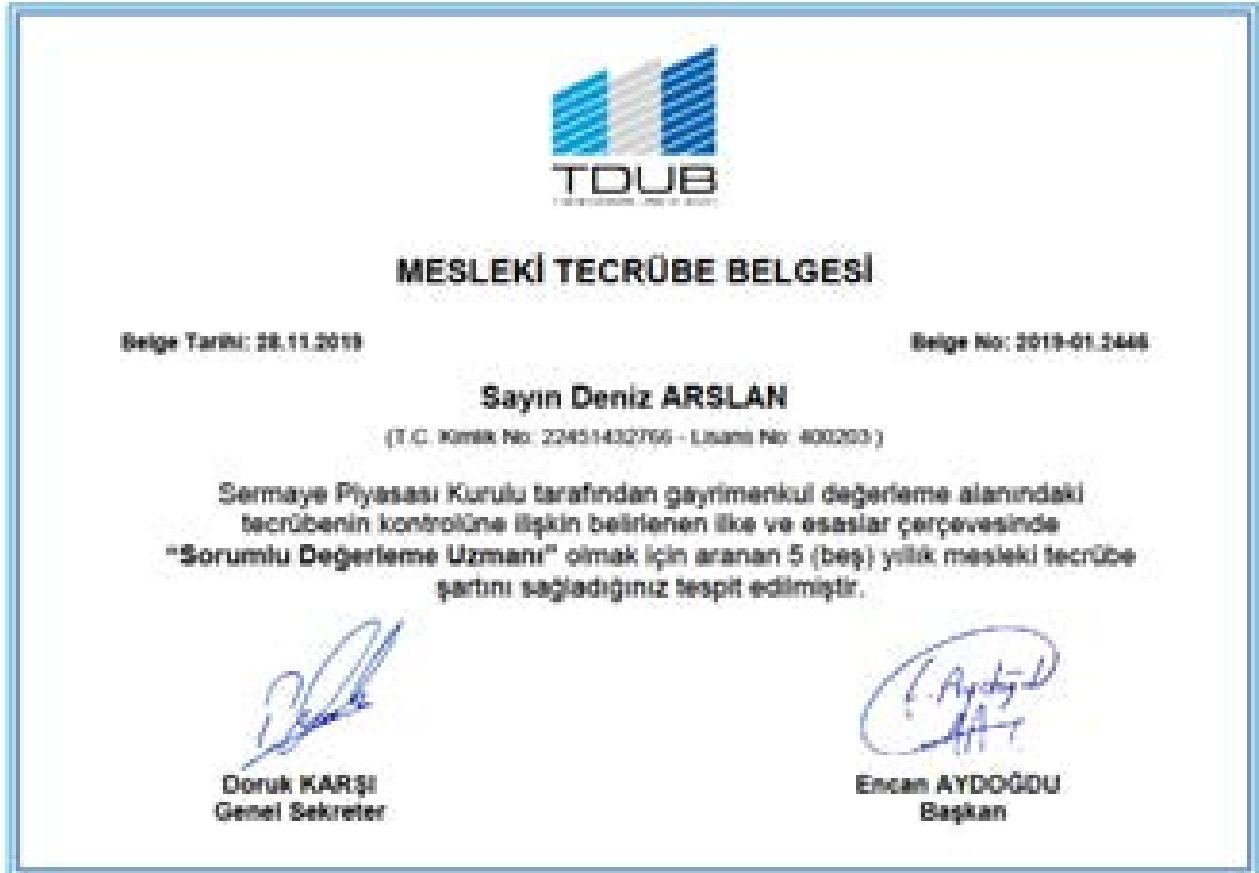 TDUB
MESLEKİ TECRÜBE BELGESİ
Belge Tarihi: 28.11.2019
Belge No: 2019-01.2446
Sayın Deniz ARSLAN
(T.C. Kimlik No: 22451432766 - Lisans No: 400203 )
Sermaye Piyasası Kurulu tarafından gayrimenkul değerleme alanındaki
tecrübenin kontrolüne ilişkin belirlenen ilke ve esaslar çerçevesinde
"Sorumlu Değerleme Uzmanı" olmak için aranan 5 (beş) yıllık mesleki tecrübe
şartını sağladığınız tespit edilmiştir.
Doruk KARŞI
Genel Sekreter
Encan AYDOĞDU
Başkan